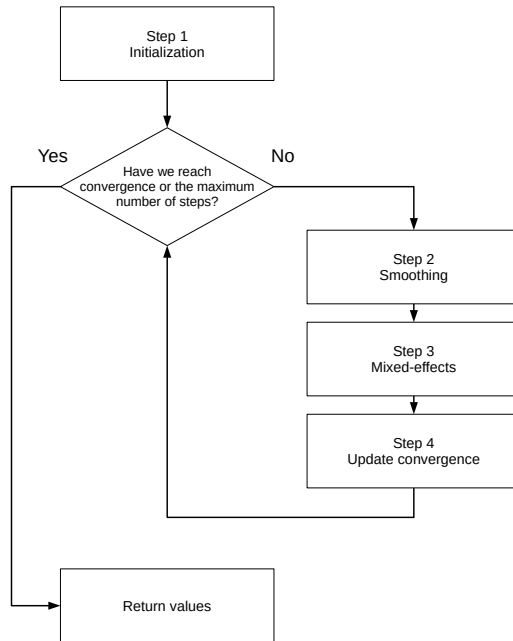 Step 1
Initialization
Yes
No
Have we reach
convergence or the maximum
number of steps?
Step 2
Smoothing
Step 3
Mixed-effects
Step 4
Update convergence
Return values